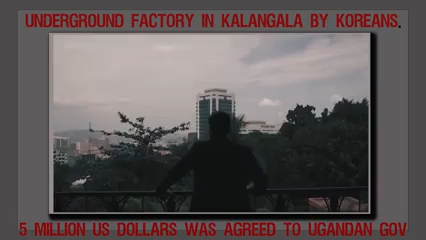 UNDERGROUND FACTORY IN KALANGALA BY KOREANS.
5 MILLION US DOLLARS WAS AGREED TO UGANDAN GOV